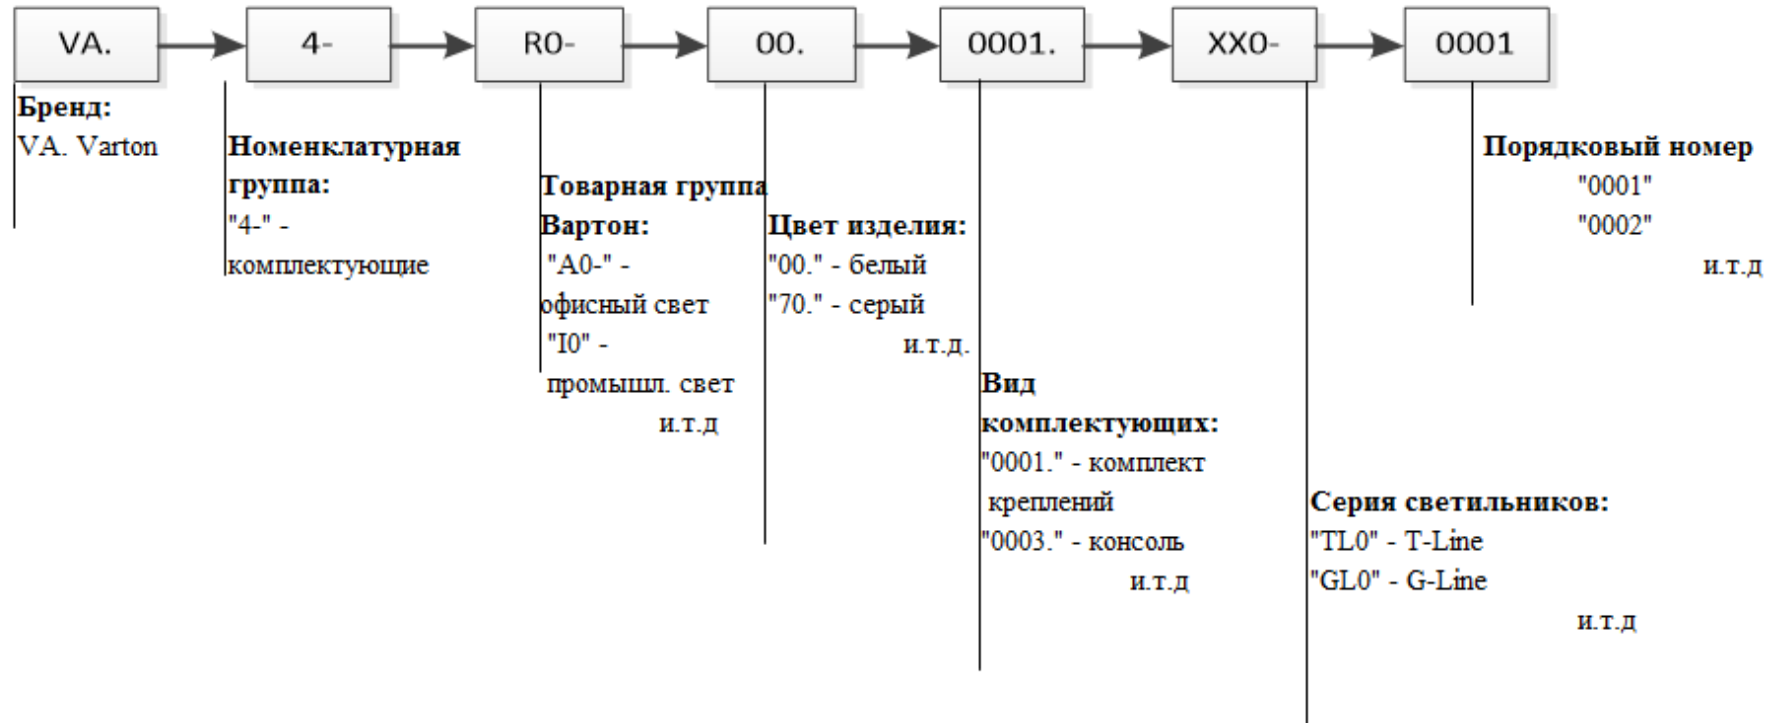 VA.
4-
R0-
00.
0001.
XX0-
0001
Бренд:
VA. Varton
Номенклатурная
группа:
"4-" -
комплектующие
Товарная группа
Вартон:
"A0-" -
офисный свет
"I0" -
промышл. свет
и.т.д
Цвет изделия:
"00." - белый
"70." - серый
и.т.д.
Вид
комплектующих:
"0001." - комплект
креплений
"0003." - консоль
и.т.д
Серия светильников:
"TL0" - T-Line
"GL0" - G-Line
и.т.д
Порядковый номер
"0001"
"0002"
и.т.д